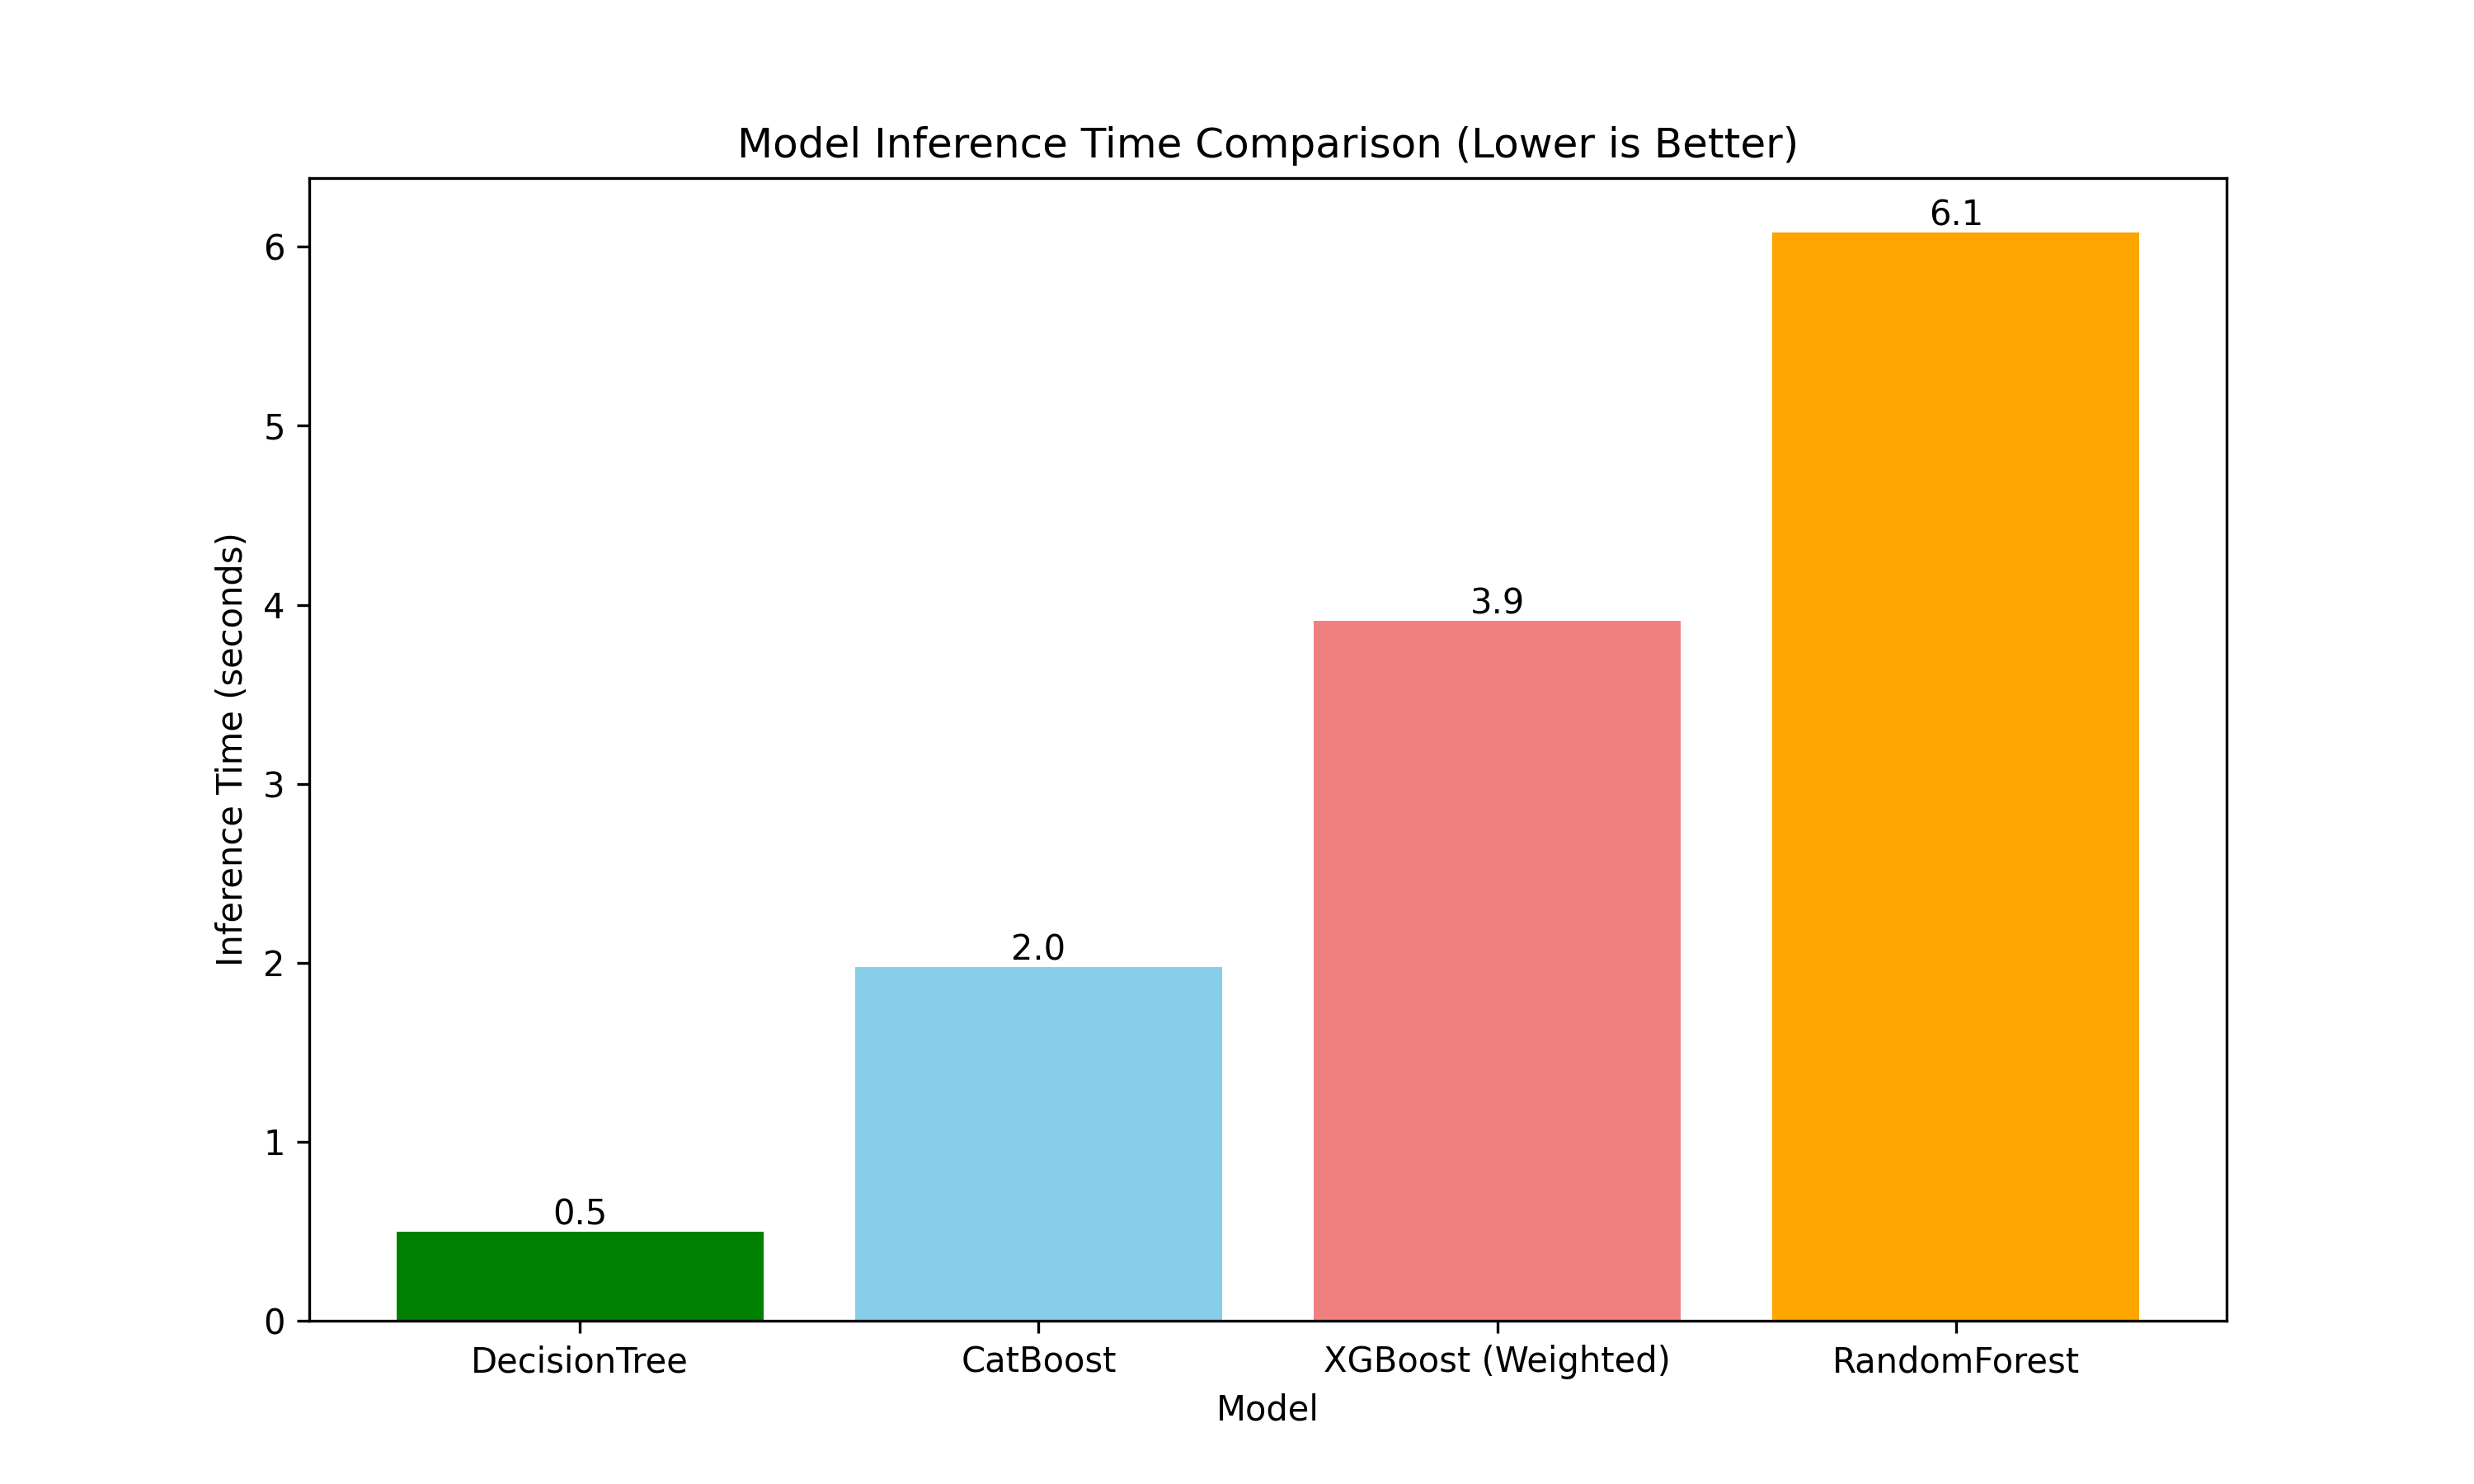 Model Inference Time Comparison (Lower is Better)
Inference Time (seconds)
6
5
4
3
2
1
0
0.5
2.0
3.9
6.1
DecisionTree
CatBoost
XGBoost (Weighted)
RandomForest
Model